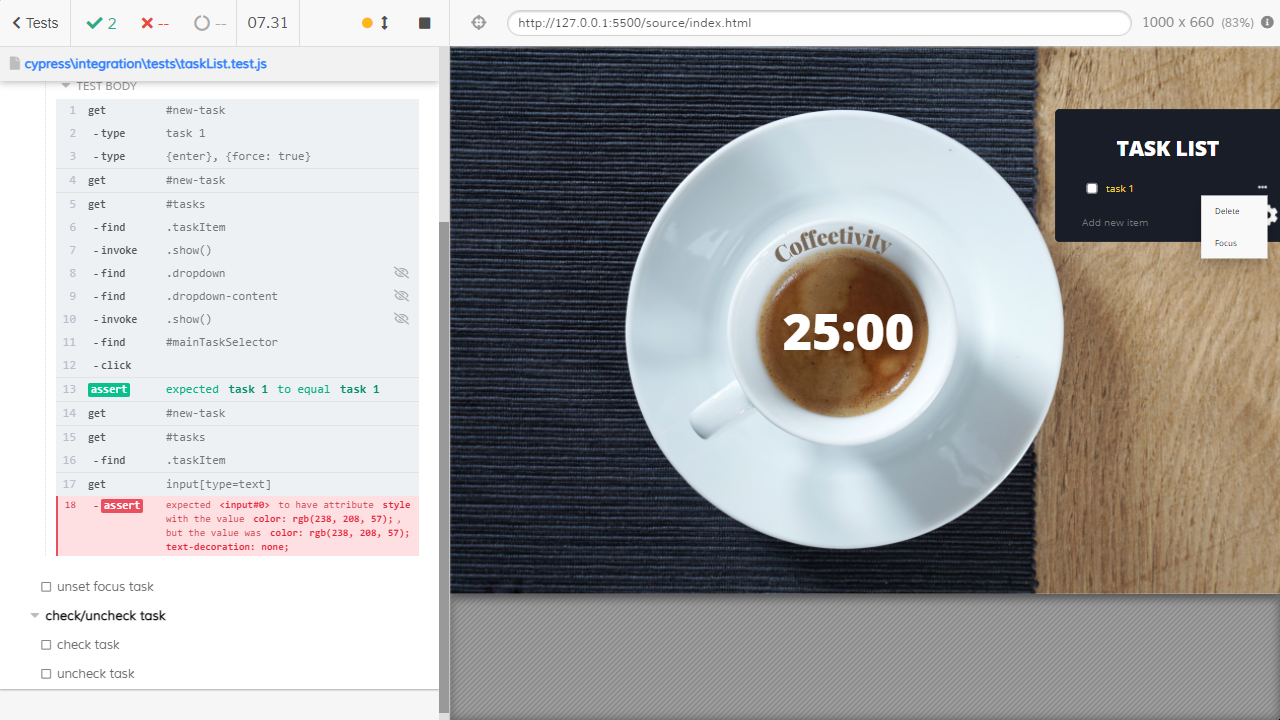 Tests
2
--
--
07.31
http://127.0.0.1:5500/source/index.html
1000 x 660 (83%)
cypress\integration\tests\taskList.test.js
TEST BODY
1 get #new-task
2 - type task 1
3 - type {enter}, {force: true}
4 get #new-task
5 get #tasks
6 - find .taskItem
7 - invoke
8 - find .dropdown
9 - find .dropdown-content
10 - invoke
11 - find
12 - click
13 assert expected task 1 to equal task 1
14 get #new-task
15 get #tasks
16 - find .taskItem
17 get input[type=text]
18 - assert expected <input#0> to have attribute style
with the value color: rgb(238, 208, 57);,
but the value was color: rgb(238, 208, 57);
text-decoration: none;
unset focus task
check/uncheck task
check task
uncheck task
TASK LIST
task 1
Add new item
Delete
Focus
Coffeetivity
25:00